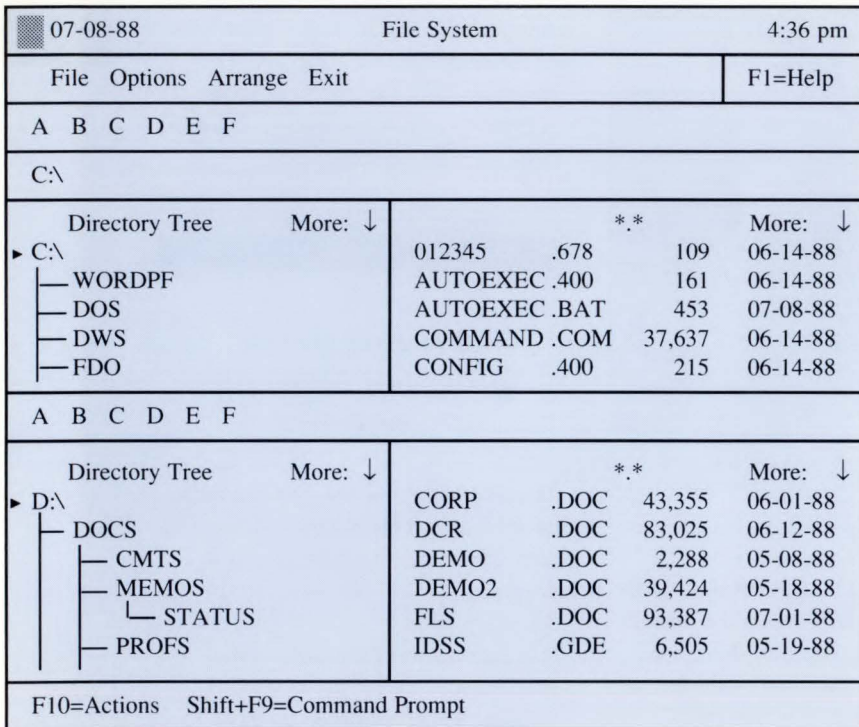 07-08-88 File System 4:36 pm
File Options Arrange Exit F1=Help
A B C D E F
C:\
Directory Tree More: ↓ *.* More: ↓
► C:\ 012345 .678 109 06-14-88
WORDPF AUTOEXEC .400 161 06-14-88
DOS AUTOEXEC .BAT 453 07-08-88
DWS COMMAND .COM 37,637 06-14-88
FDO CONFIG .400 215 06-14-88
A B C D E F
Directory Tree More: ↓ *.* More: ↓
► D:\ CORP .DOC 43,355 06-01-88
DOCS DCR .DOC 83,025 06-12-88
CMTS DEMO .DOC 2,288 05-08-88
MEMOS DEMO2 .DOC 39,424 05-18-88
STATUS FLS .DOC 93,387 07-01-88
PROFS IDSS .GDE 6,505 05-19-88
F10=Actions Shift+F9=Command Prompt